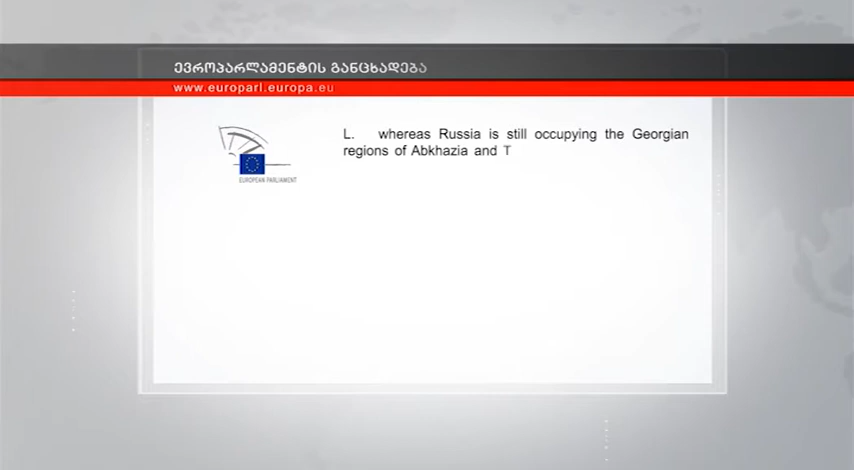 ევროპარლამენტის განცხადება
www.europarl.europa.eu
L. whereas Russia is still occupying the Georgian
regions of Abkhazia and T
EUROPEAN PARLIAMENT